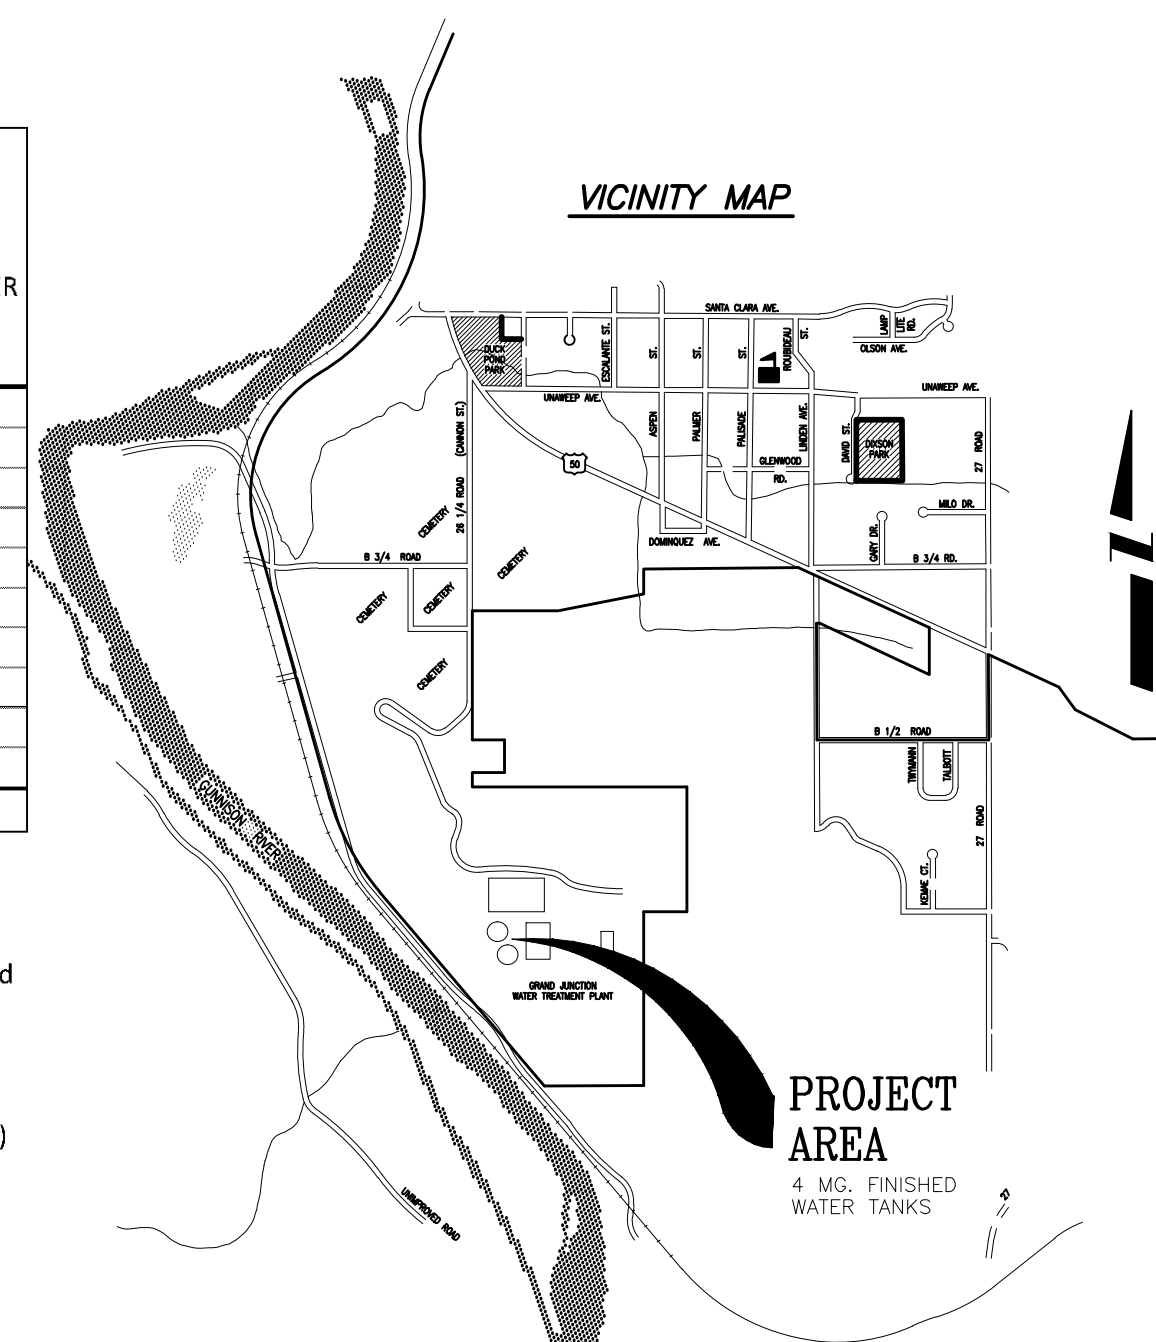 VICINITY MAP
ER
SANTA CLARA AVE.
LAMP
LITE
RD.
OLSON AVE.
ESCALANTE ST.
ST.
ST.
ST.
ROUBIDEAU
ST.
DUCK
POND
PARK
UNAWEEP AVE.
UNAWEEP AVE.
(CANNON ST.)
26 1/4 ROAD
ASPEN
PALMER
PALISADE
LINDEN AVE.
DAVID ST.
DIXSON
PARK
27 ROAD
50
GLENWOOD
RD.
MILO DR.
GARY DR.
DOMINQUEZ AVE.
CEMETERY
CEMETERY
B 3/4 ROAD
B 3/4 RD.
CEMETERY
CEMETERY
CEMETERY
B 1/2 ROAD
TWYMANN
TALBOTT
27 ROAD
KEMAE CT.
GUNNISON RIVER
GRAND JUNCTION
WATER TREATMENT PLANT
d
PROJECT
AREA
4 MG. FINISHED
WATER TANKS
)
UNIMPROVED ROAD
27